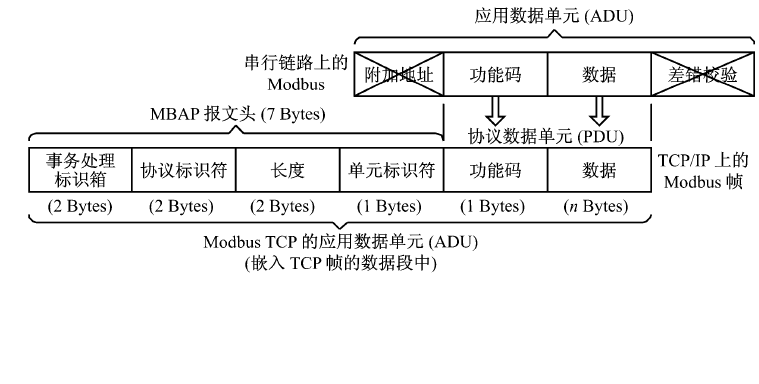 应用数据单元 (ADU)
串行链路上的
Modbus
附加地址
功能码
数据
差错校验
MBAP 报文头 (7 Bytes)
协议数据单元 (PDU)
事务处理
标识箱
协议标识符
长度
单元标识符
功能码
数据
TCP/IP 上的
Modbus 帧
(2 Bytes)
(2 Bytes)
(2 Bytes)
(1 Bytes)
(1 Bytes)
(n Bytes)
Modbus TCP 的应用数据单元 (ADU)
(嵌入 TCP 帧的数据段中)